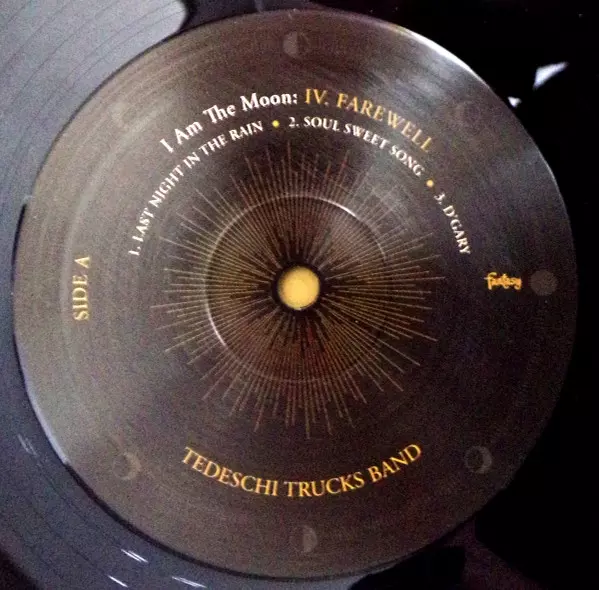 I Am The Moon: IV. FAREWELL
1. LAST NIGHT IN THE RAIN • 2. SOUL SWEET SONG • 3. D'GARY
SIDE A
fantasy
TEDESCHI TRUCKS BAND